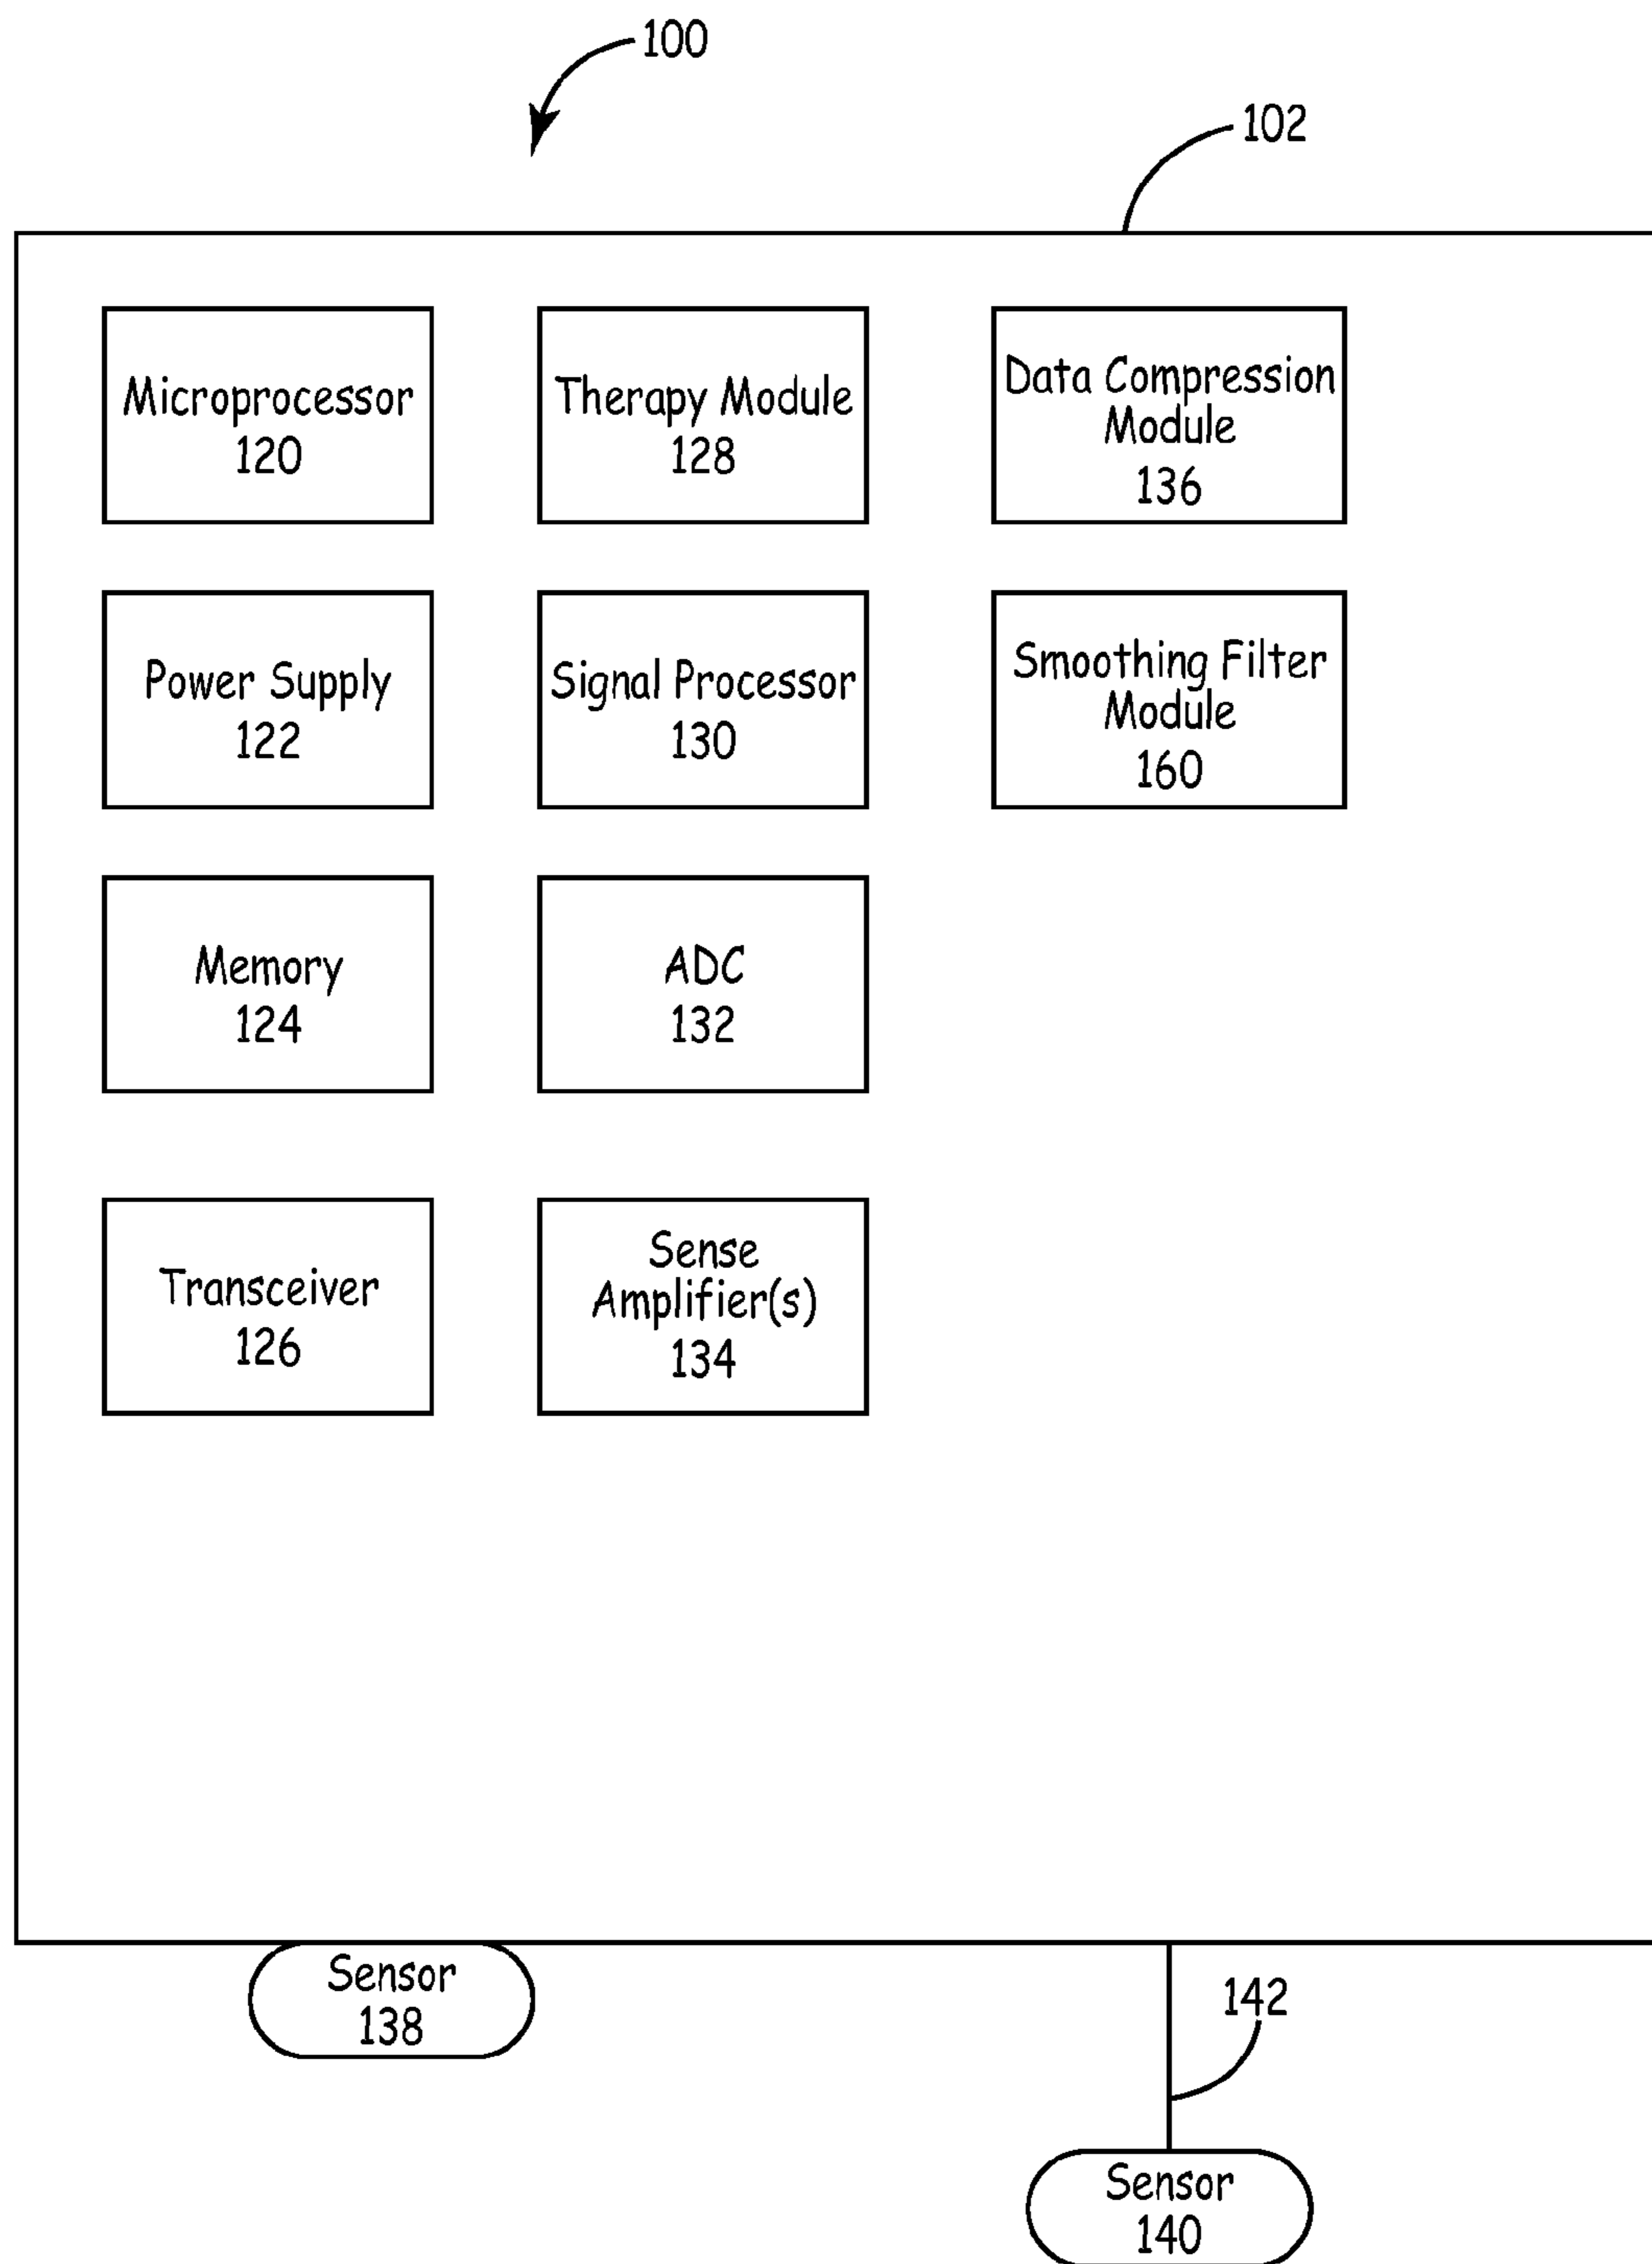 100
102
Microprocessor
120
Therapy Module
128
Data Compression
Module
136
Power Supply
122
Signal Processor
130
Smoothing Filter
Module
160
Memory
124
ADC
132
Transceiver
126
Sense
Amplifier(s)
134
Sensor
138
142
Sensor
140